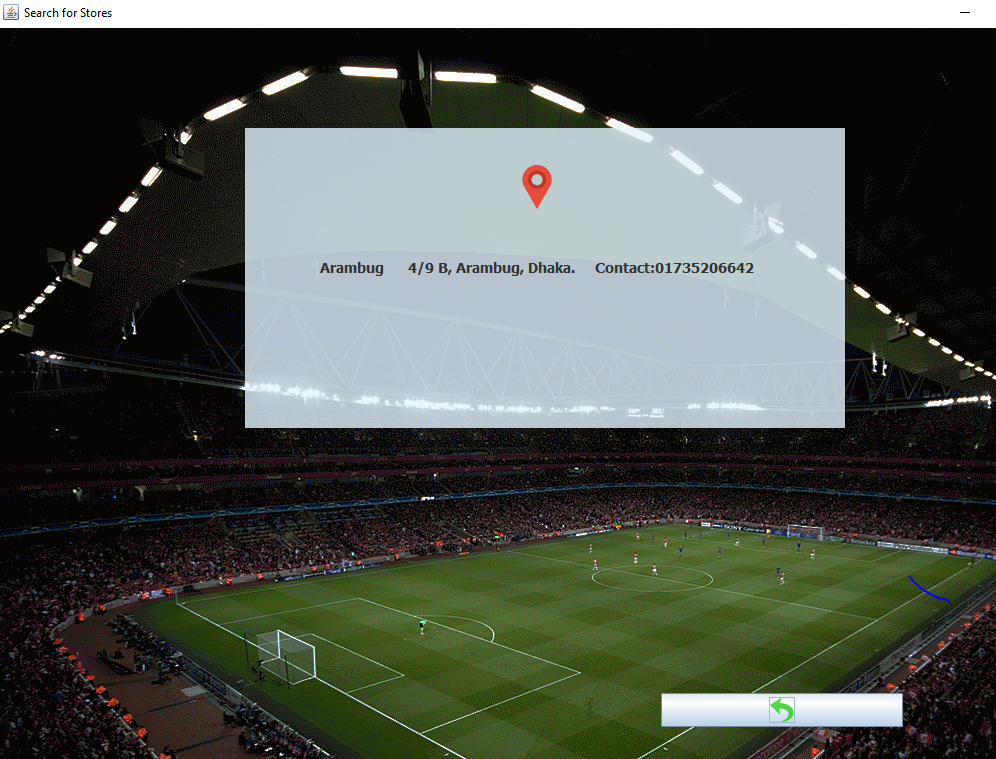 Search for Stores
Arambug 4/9 B, Arambug, Dhaka. Contact:01735206642